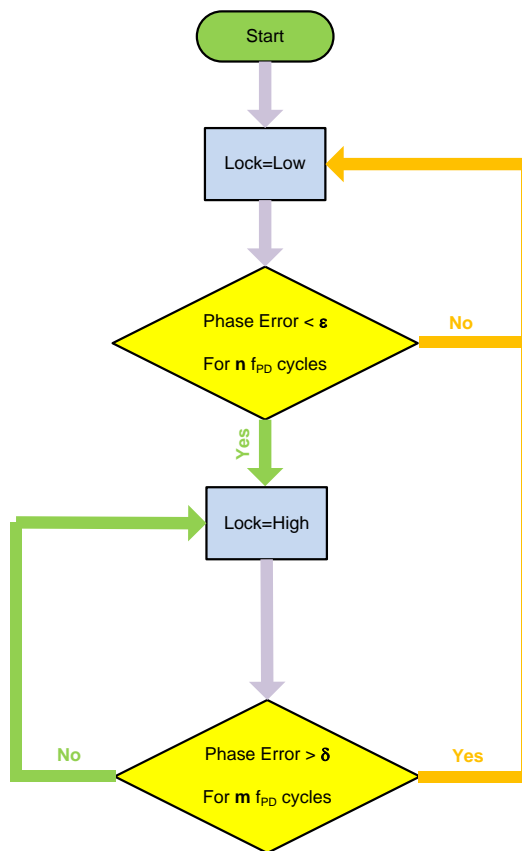 Start
Lock=Low
Phase Error < ε
For n fPD cycles
No
Yes
Lock=High
Phase Error > δ
For m fPD cycles
No
Yes